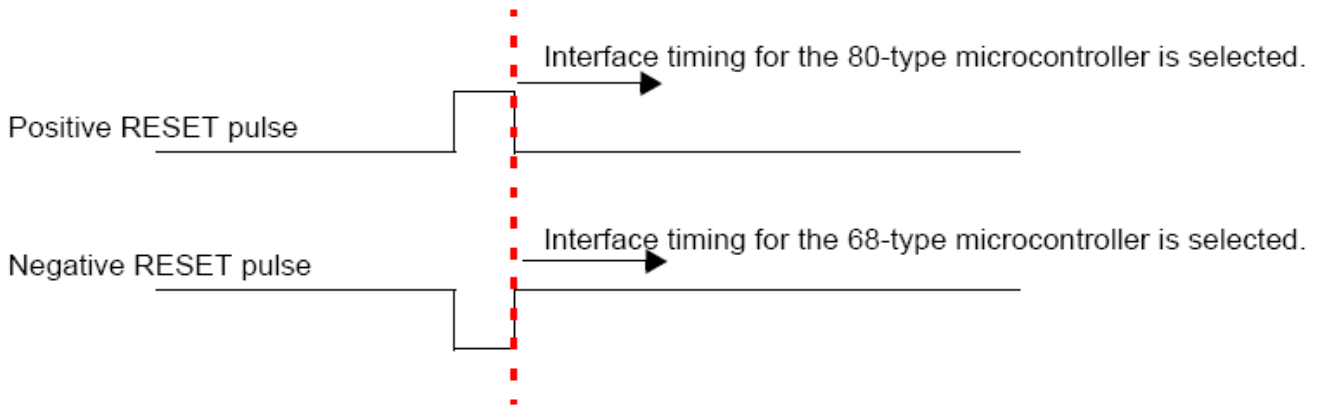 Interface timing for the 80-type microcontroller is selected.
Positive RESET pulse
Interface timing for the 68-type microcontroller is selected.
Negative RESET pulse